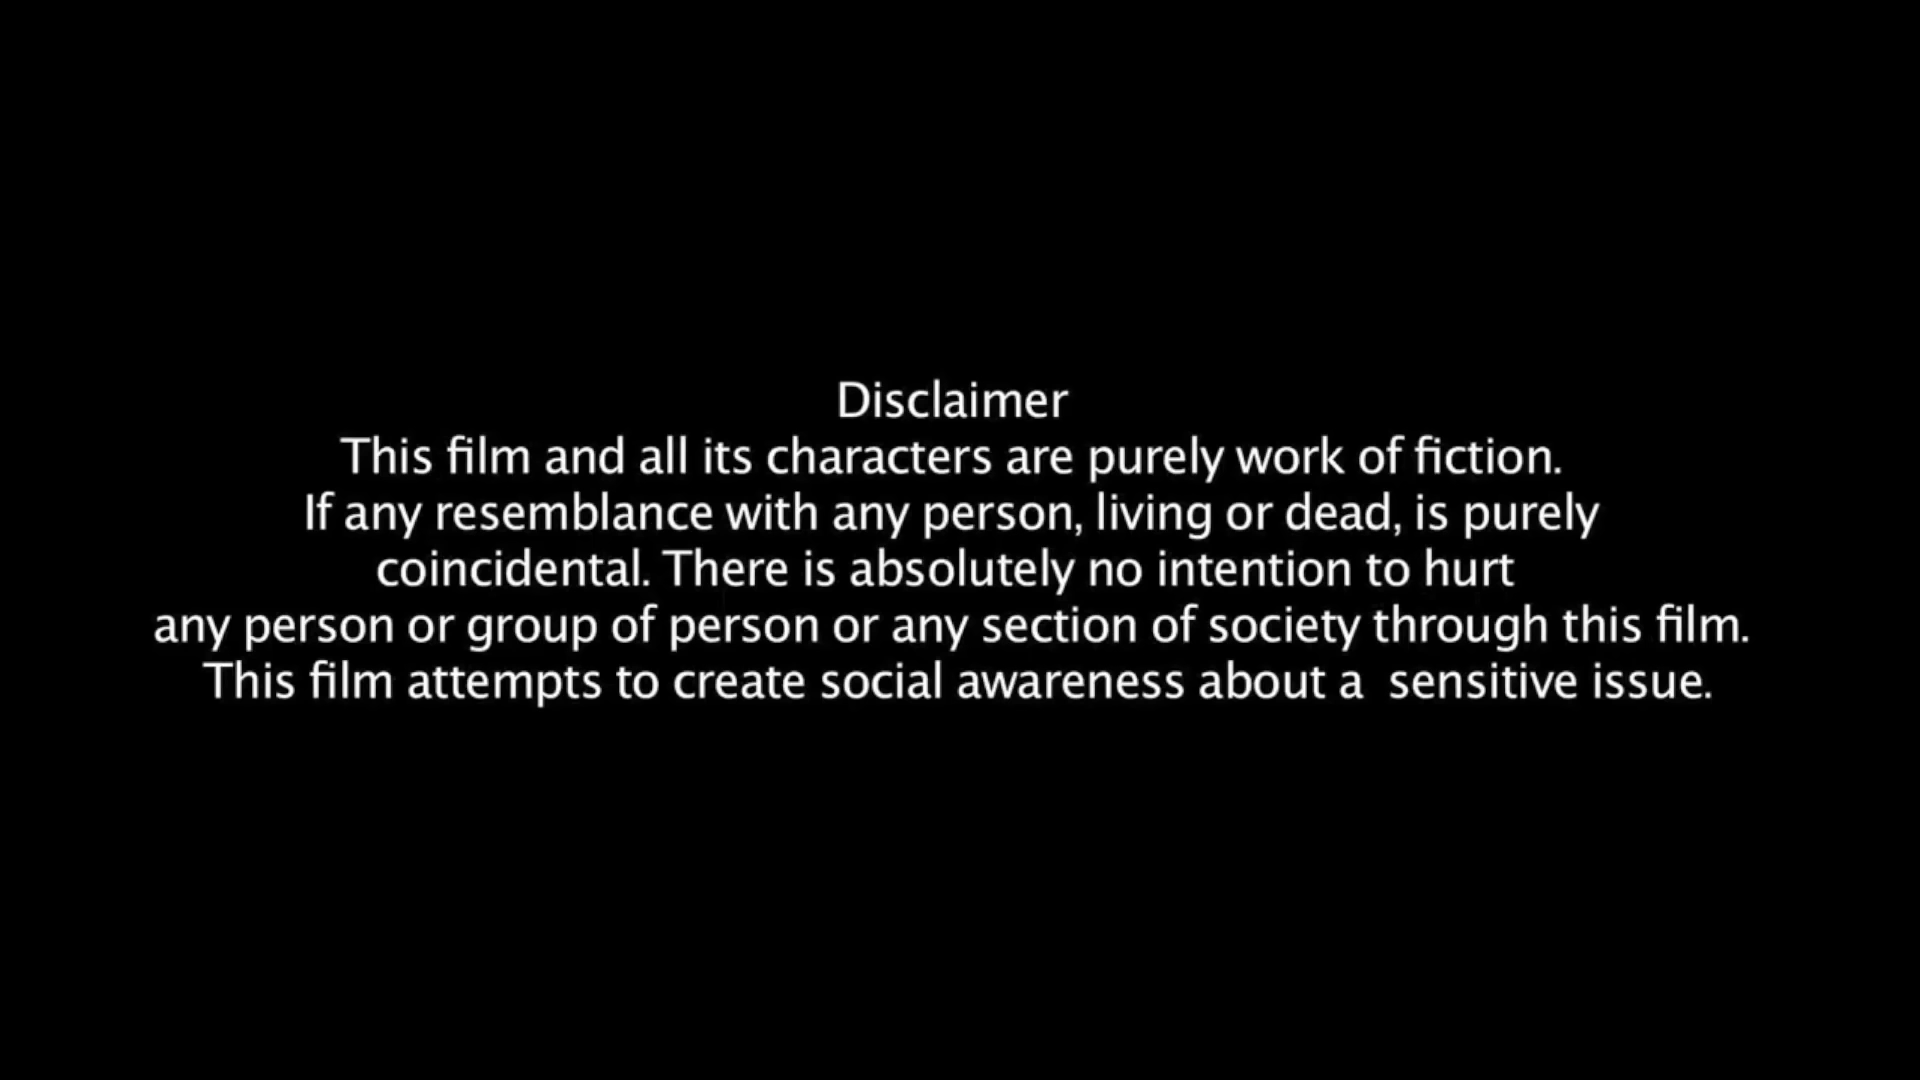 Disclaimer
This film and all its characters are purely work of fiction.
If any resemblance with any person, living or dead, is purely
coincidental. There is absolutely no intention to hurt
any person or group of person or any section of society through this film.
This film attempts to create social awareness about a  sensitive issue.